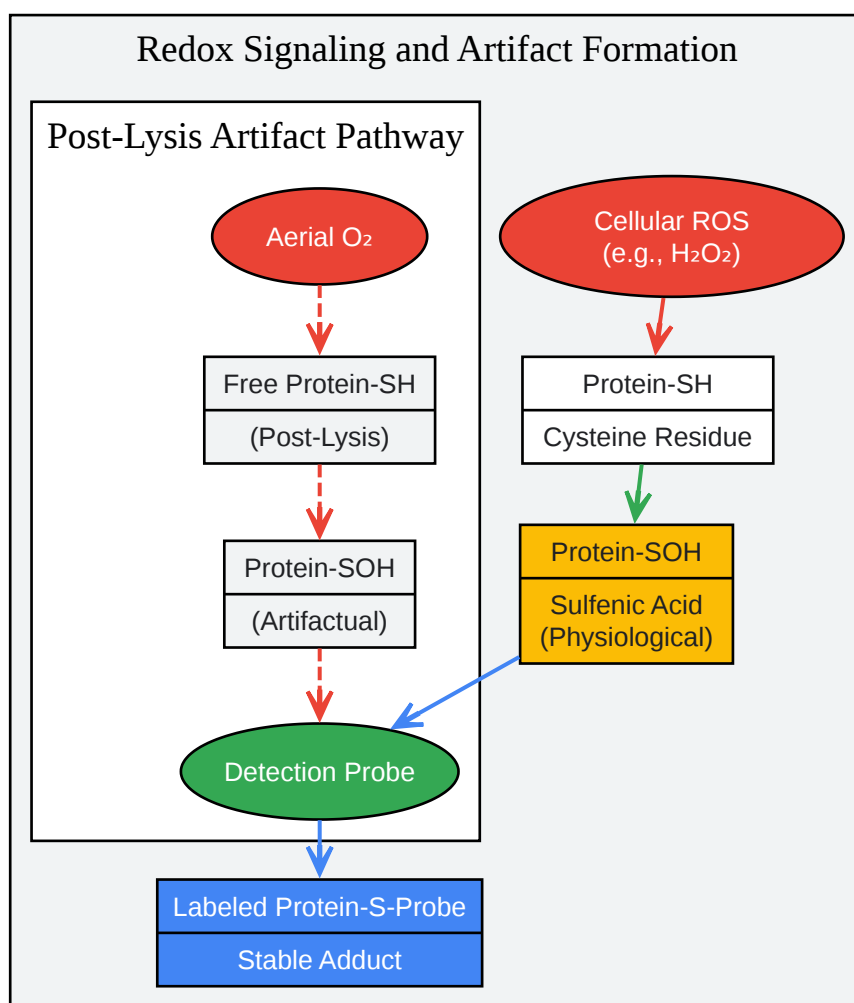 Redox Signaling and Artifact Formation
Post-Lysis Artifact Pathway
Aerial O₂
Cellular ROS
(e.g., H₂O₂)
Free Protein-SH
(Post-Lysis)
Protein-SH
Cysteine Residue
Protein-SOH
(Artifactual)
Protein-SOH
Sulfenic Acid
(Physiological)
Detection Probe
Labeled Protein-S-Probe
Stable Adduct